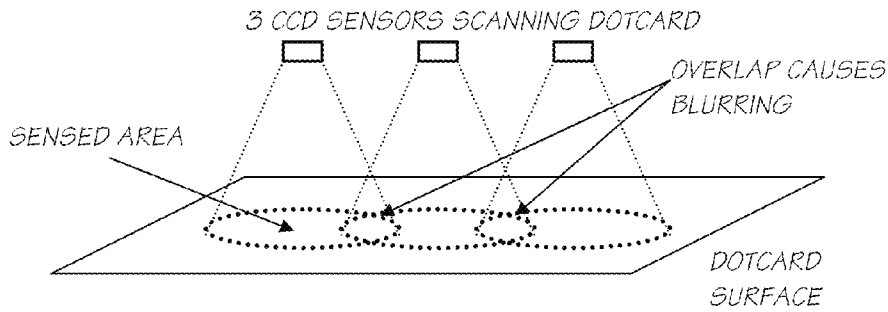 3 CCD SENSORS SCANNING DOTCARD
OVERLAP CAUSES
BLURRING
SENSED AREA
DOTCARD
SURFACE